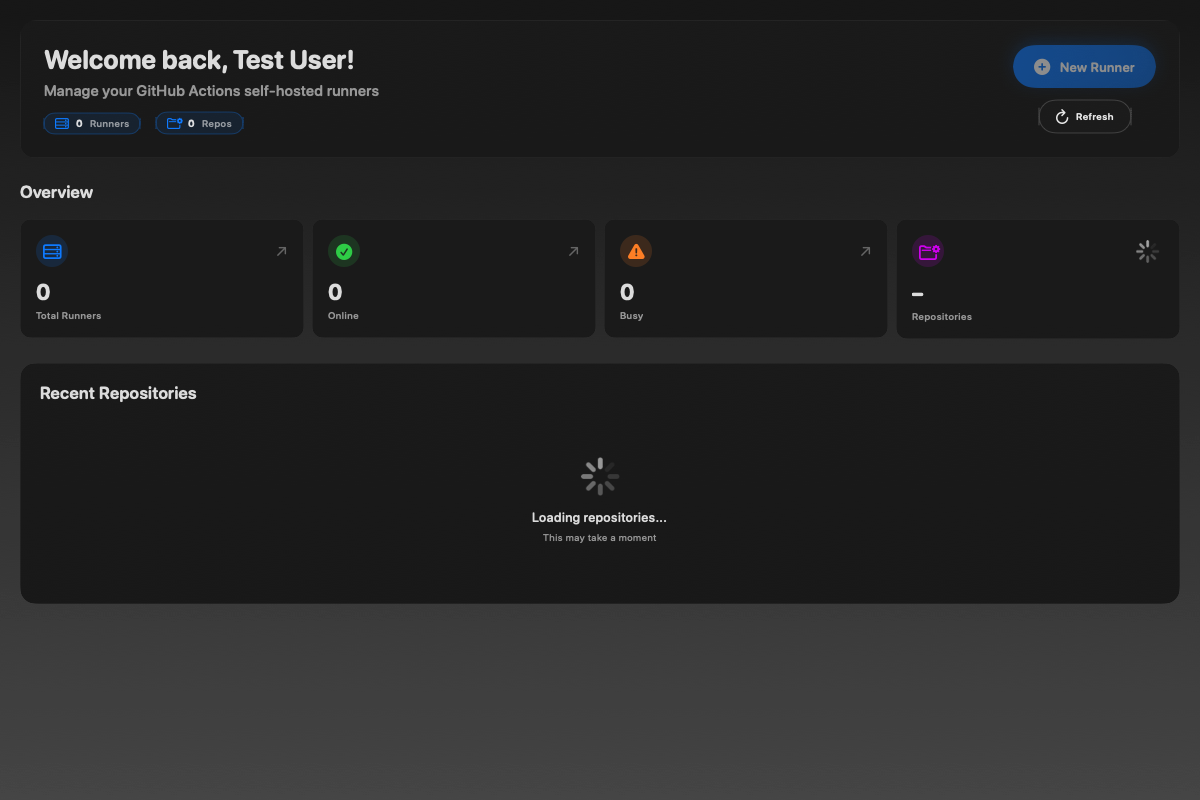 Welcome back, Test User!
Manage your GitHub Actions self-hosted runners
0 Runners
0 Repos
New Runner
Refresh
Overview
0
Total Runners
0
Online
0
Busy
–
Repositories
Recent Repositories
Loading repositories...
This may take a moment